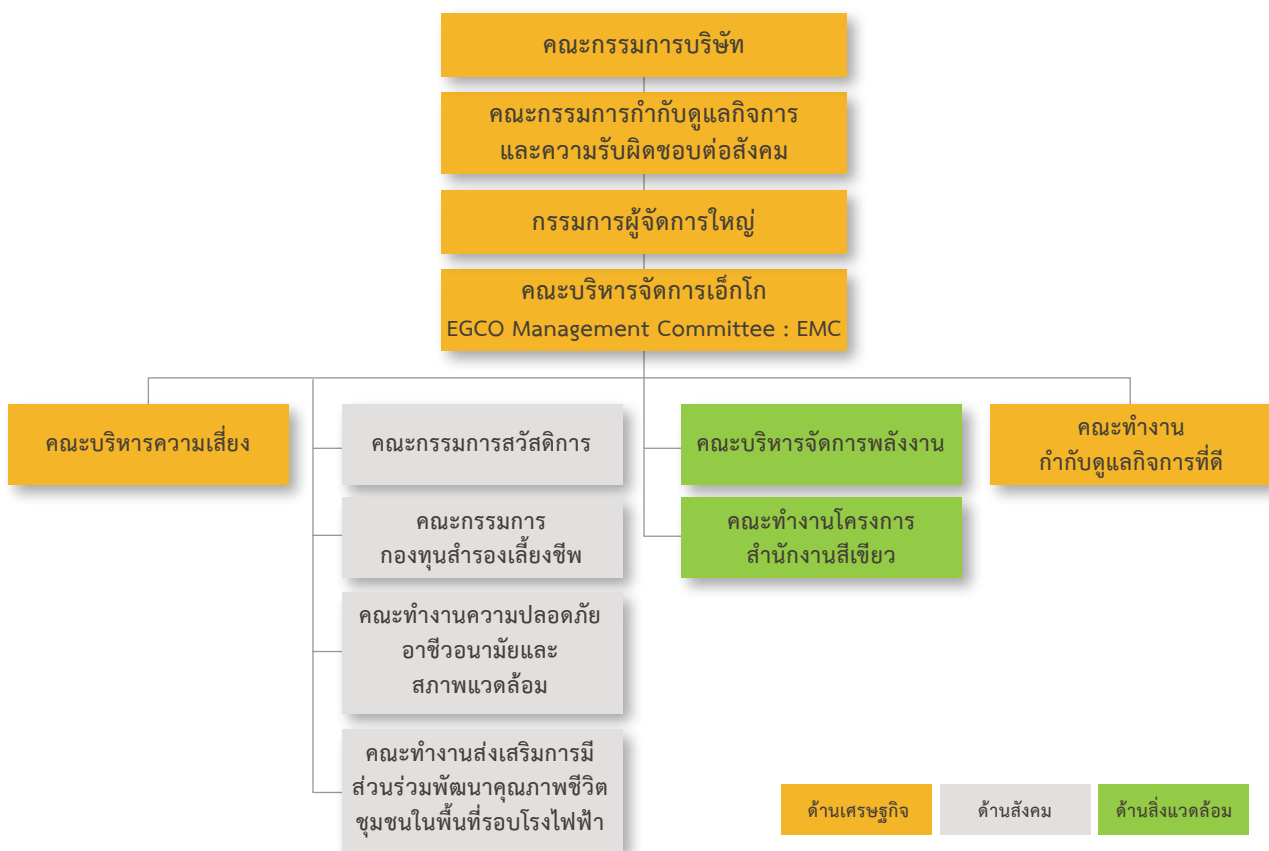 คณะกรรมการบริษัท
คณะกรรมการกำกับดูแลกิจการ
และความรับผิดชอบต่อสังคม
กรรมการผู้จัดการใหญ่
คณะบริหารจัดการเอ็กโก
EGCO Management Committee : EMC
คณะบริหารความเสี่ยง
คณะกรรมการสวัสดิการ
คณะกรรมการ
กองทุนสำรองเลี้ยงชีพ
คณะทำงานความปลอดภัย
อาชีวอนามัยและ
สภาพแวดล้อม
คณะทำงานส่งเสริมการมี
ส่วนร่วมพัฒนาคุณภาพชีวิต
ชุมชนในพื้นที่รอบโรงไฟฟ้า
คณะบริหารจัดการพลังงาน
คณะทำงานโครงการ
สำนักงานสีเขียว
คณะทำงาน
กำกับดูแลกิจการที่ดี
ด้านเศรษฐกิจ
ด้านสังคม
ด้านสิ่งแวดล้อม